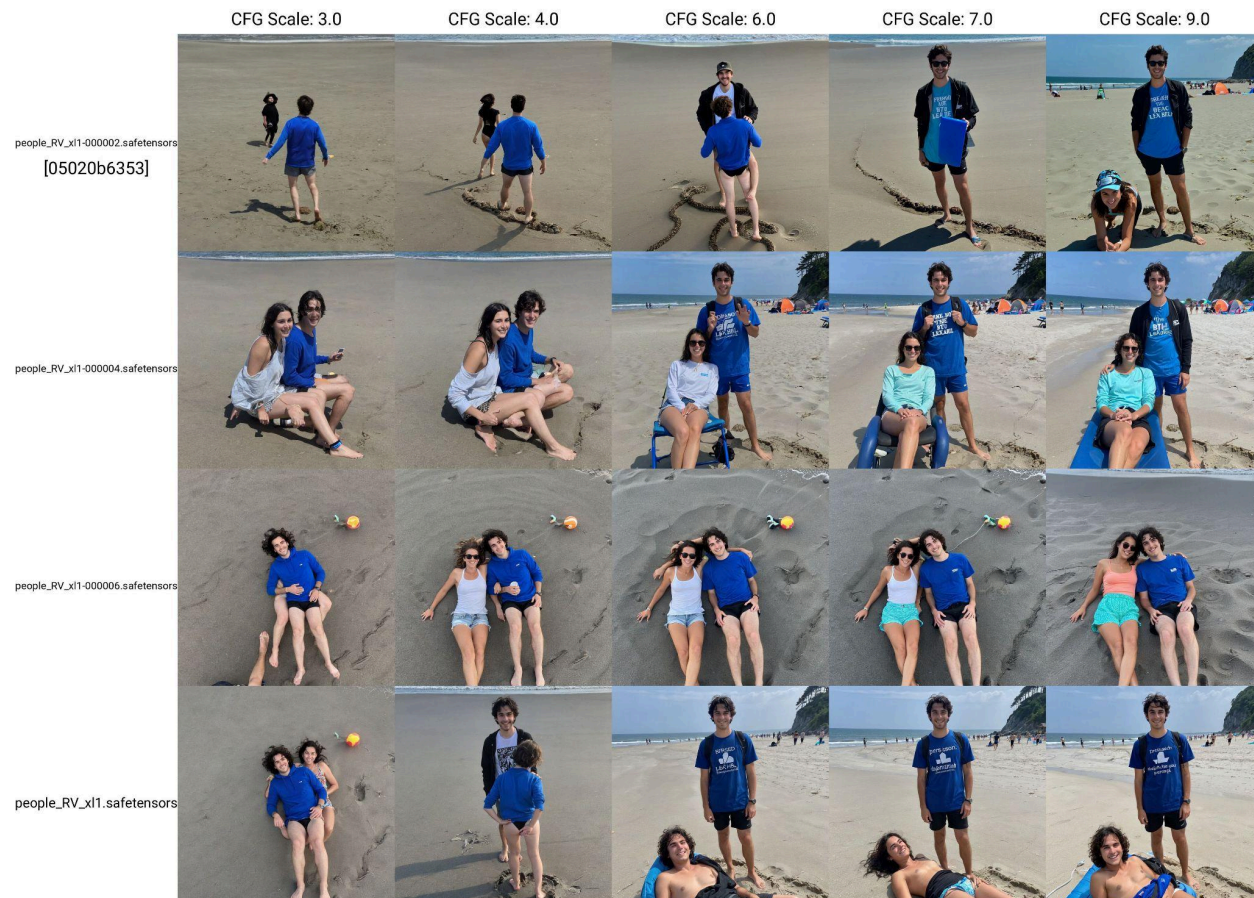 CFG Scale: 3.0 CFG Scale: 4.0 CFG Scale: 6.0 CFG Scale: 7.0 CFG Scale: 9.0
people_RV_xl1-000002.safetensors
[05020b6353]
people_RV_xl1-000004.safetensors
people_RV_xl1-000006.safetensors
people_RV_xl1.safetensors